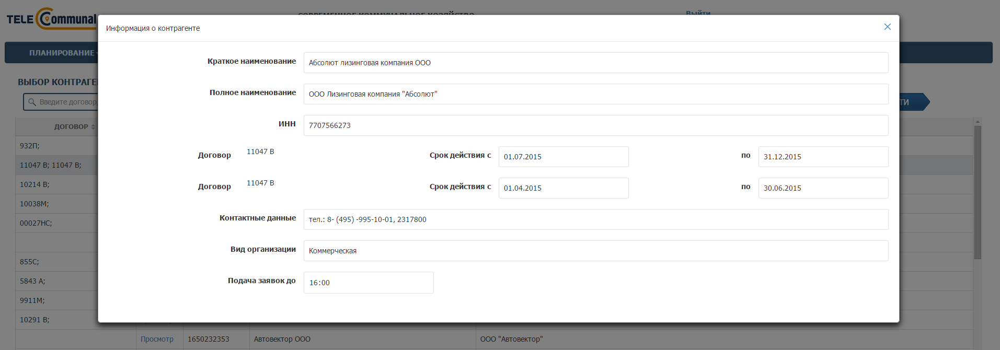 TELE Communal
СОВРЕМЕННОЕ КОММУНАЛЬНОЕ ХОЗЯЙСТВО
Выйти
Информация о контрагенте
ПЛАНИРОВАНИЕ
Краткое наименование Абсолют лизинговая компания ООО
ВЫБОР КОНТРАГЕ
Полное наименование ООО Лизинговая компания "Абсолют"
Введите договор,
ТИ
ИНН 7707566273
ДОГОВОР
932П;
Договор 11047 В Срок действия с 01.07.2015 по 31.12.2015
11047 В; 11047 В;
Договор 11047 В Срок действия с 01.04.2015 по 30.06.2015
10214 В;
10038М;
Контактные данные тел.: 8- (495) -995-10-01, 2317800
00027НС;
Вид организации Коммерческая
855С;
Подача заявок до 16:00
5843 А;
9911М;
10291 В;
Просмотр 1650232353 Автовектор ООО ООО "Автовектор"